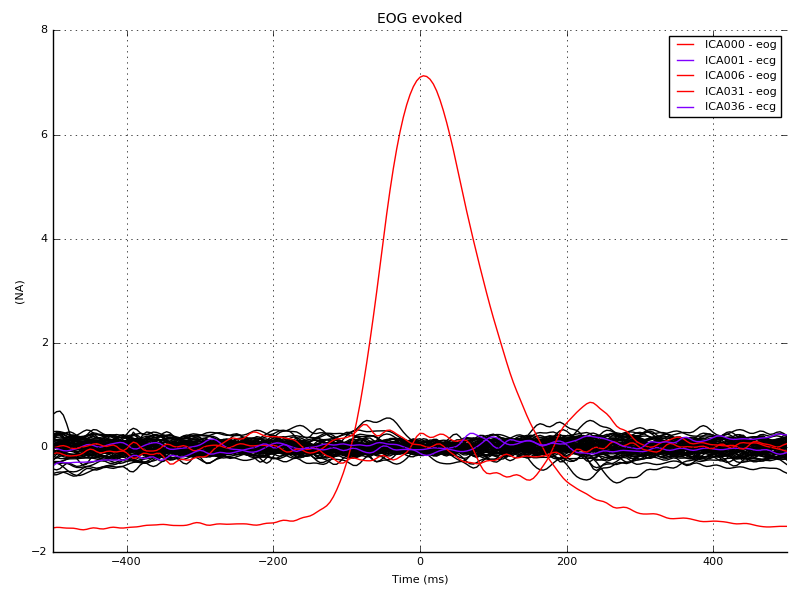 EOG evoked
8
6
4
2
0
−2
(NA)
ICA000 - eog
ICA001 - ecg
ICA006 - eog
ICA031 - eog
ICA036 - ecg
−400
−200
0
200
400
Time (ms)